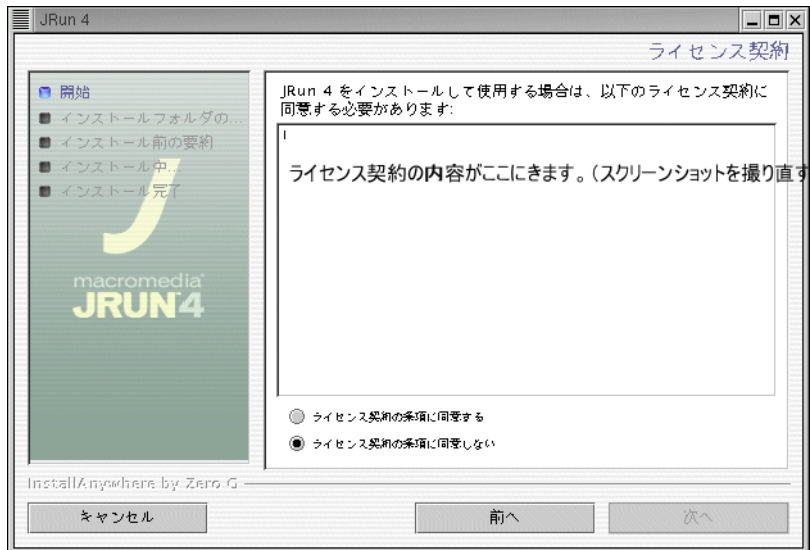 JRun 4
ライセンス契約
開始
インストールフォルダの...
インストール前の要約
インストール中...
インストール完了
macromedia
JRUN 4
JRun 4 をインストールして使用する場合は、以下のライセンス契約に
同意する必要があります:
ライセンス契約の内容がここにきます。(スクリーンショットを撮り直す
ライセンス契約の条項に同意する
ライセンス契約の条項に同意しない
InstallAnywhere by Zero G
キャンセル
前へ
次へ